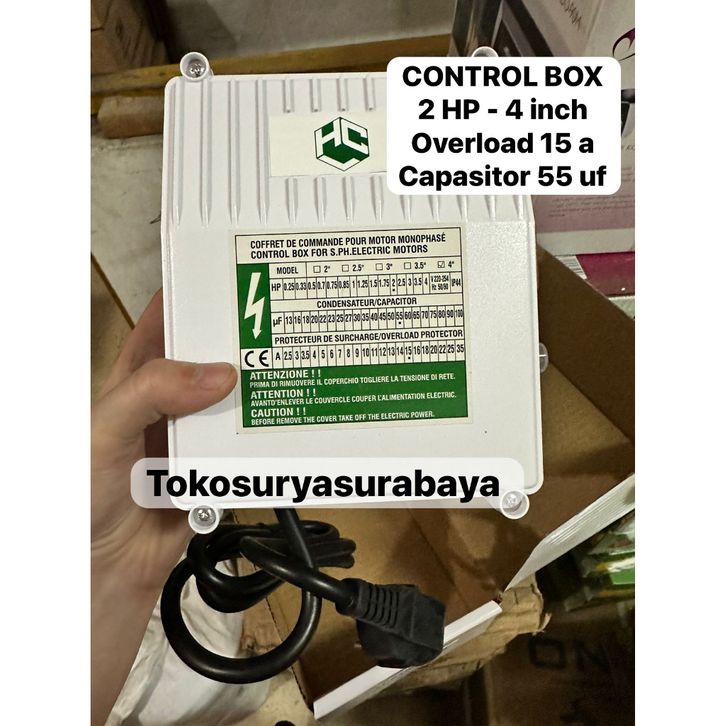 CONTROL BOX
2 HP - 4 inch
Overload 15 a
Capasitor 55 uf
HC
COFFRET DE COMMANDE POUR MOTOR MONOPHASÉ
CONTROL BOX FOR S.PH.ELECTRIC MOTORS
MODEL ☐ 2" ☐ 2.5" ☐ 3" ☐ 3.5" ☑ 4"
HP 0.25 0.33 0.5 0.7 0.75 0.85 1 1.25 1.5 1.75 2 2.5 3 3.5 4 V 220-254 Hz. 50/60 IP44
CONDENSATEUR/CAPACITOR
µF 13 16 18 20 22 23 25 27 30 35 40 45 50 55 60 65 70 75 80 90 100
PROTECTEUR DE SURCHARGE/OVERLOAD PROTECTOR
CE A 2.5 3 3.5 4 5 6 7 8 9 10 11 12 13 14 15 16 18 20 22 25 35
ATTENZIONE ! !
PRIMA DI RIMUOVERE IL COPERCHIO TOGLIERE LA TENSIONE DI RETE.
ATTENTION ! !
AVANTO'ENLEVER LE COUVERCLE COUPER L'ALIMENTATION ELECTRIC.
CAUTION ! !
BEFORE REMOVE THE COVER TAKE OFF THE ELECTRIC POWER.
Tokosuryasurabaya